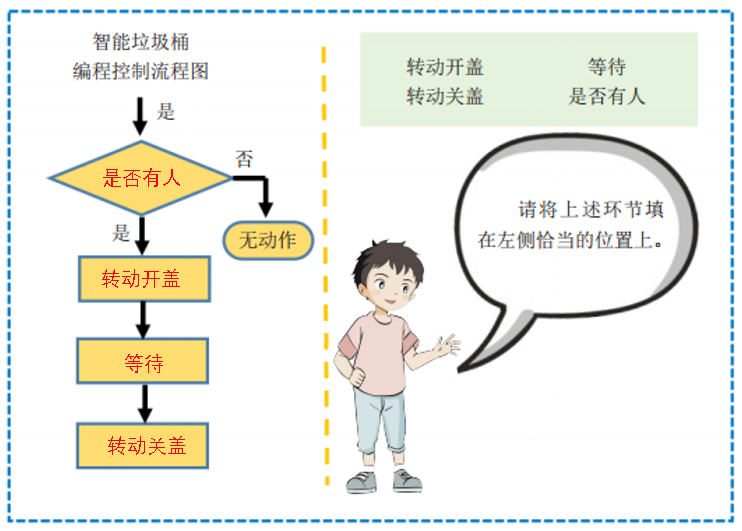 智能垃圾桶
编程控制流程图
是
是否有人
否
无动作
是
转动开盖
等待
转动关盖
转动开盖 等待
转动关盖 是否有人
请将上述环节填
在左侧恰当的位置上。